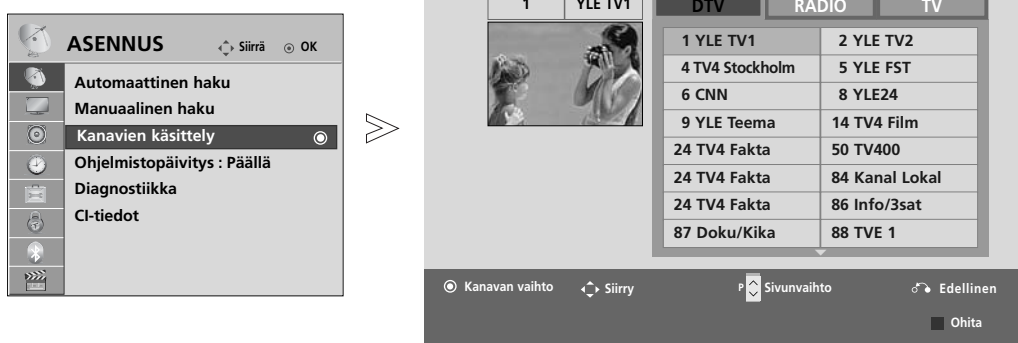 ASENNUS Siirrä OK
Automaattinen haku
Manuaalinen haku
Kanavien käsittely
Ohjelmistopäivitys : Päällä
Diagnostiikka
CI-tiedot
1 YLE TV1
DTV RADIO TV
1 YLE TV1 2 YLE TV2
4 TV4 Stockholm 5 YLE FST
6 CNN 8 YLE24
9 YLE Teema 14 TV4 Film
24 TV4 Fakta 50 TV400
24 TV4 Fakta 84 Kanal Lokal
24 TV4 Fakta 86 Info/3sat
87 Doku/Kika 88 TVE 1
Kanavan vaihto Siirry P Sivunvaihto Edellinen
Ohita